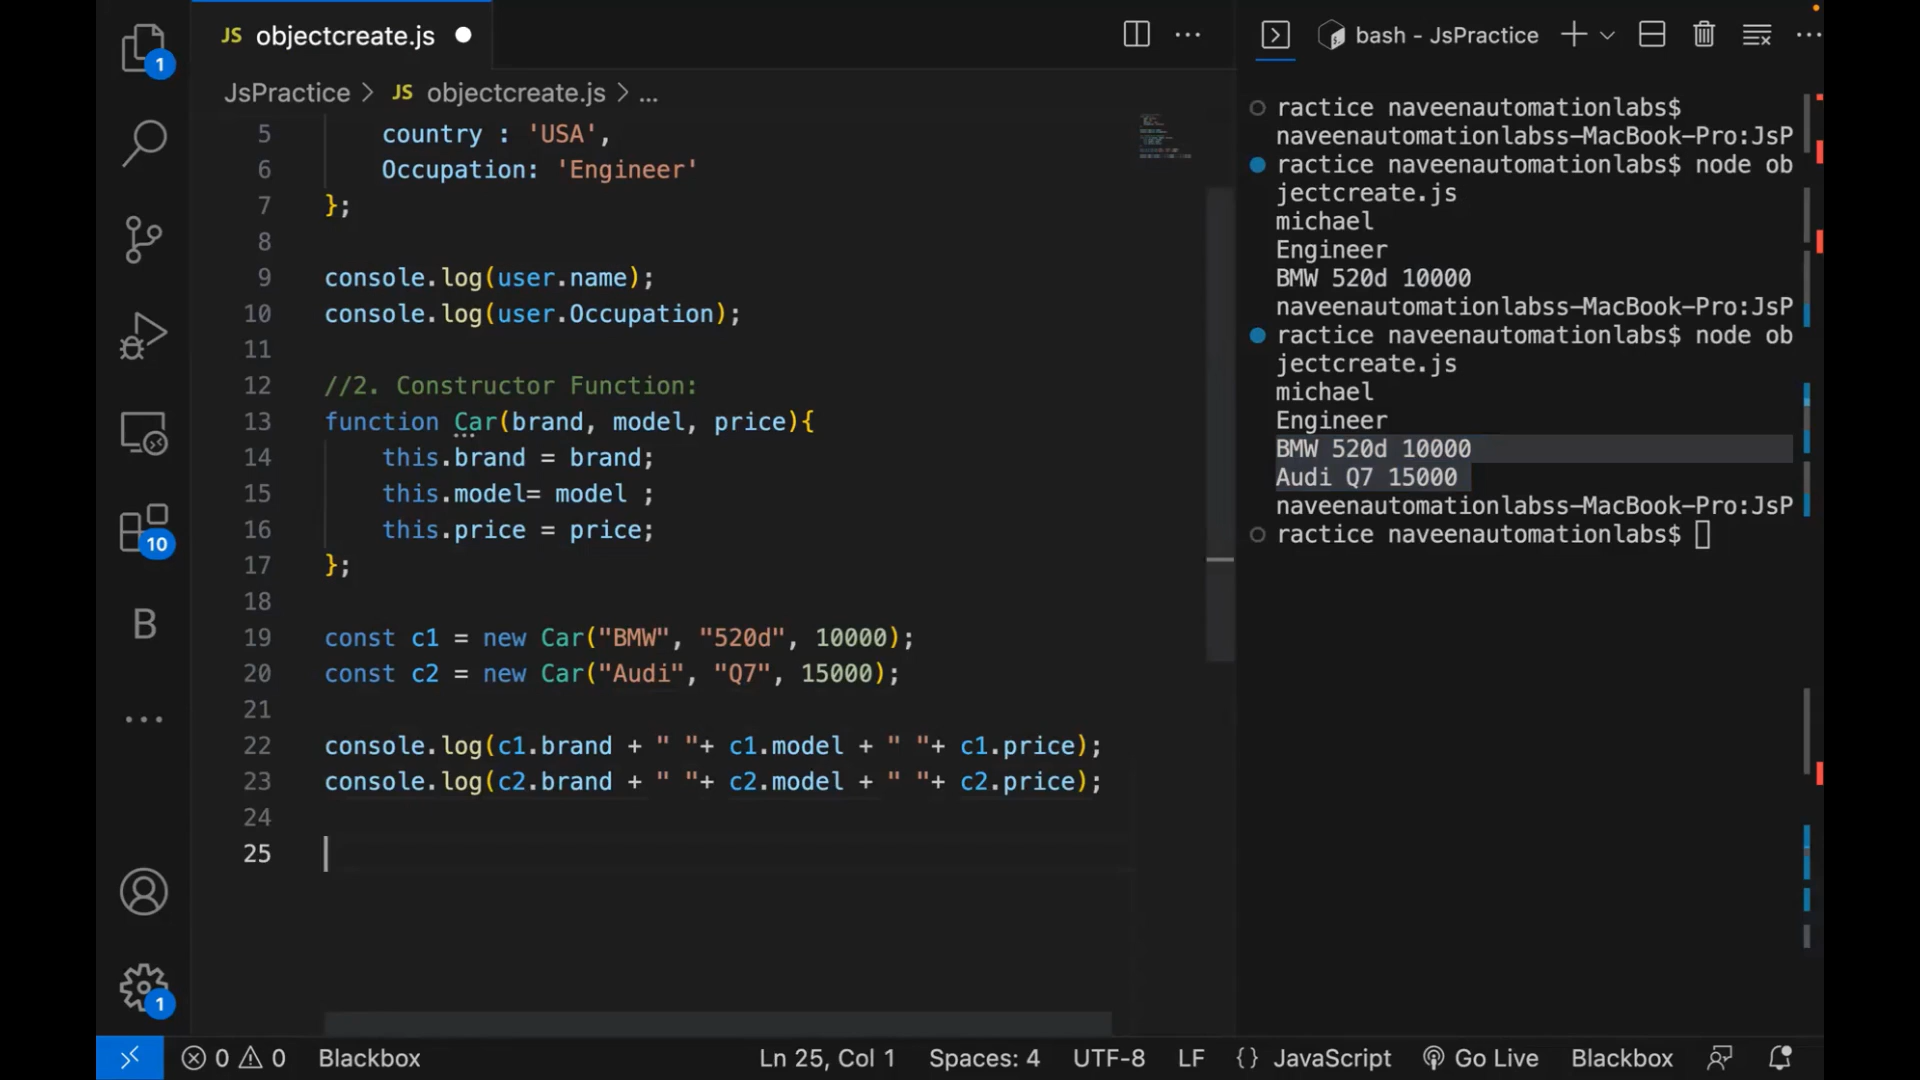 JS objectcreate.js
JsPractice > JS objectcreate.js > ...
5 country : 'USA',
6 Occupation: 'Engineer'
7 };
8
9 console.log(user.name);
10 console.log(user.Occupation);
11
12 //2. Constructor Function:
13 function Car(brand, model, price){
14 this.brand = brand;
15 this.model= model ;
16 this.price = price;
17 };
18
19 const c1 = new Car("BMW", "520d", 10000);
20 const c2 = new Car("Audi", "Q7", 15000);
21
22 console.log(c1.brand + " "+ c1.model + " "+ c1.price);
23 console.log(c2.brand + " "+ c2.model + " "+ c2.price);
24
25
1
10
B
1
bash - JsPractice
ractice naveenautomationlabs$
naveenautomationlabss-MacBook-Pro:JsP
ractice naveenautomationlabs$ node ob
jectcreate.js
michael
Engineer
BMW 520d 10000
naveenautomationlabss-MacBook-Pro:JsP
ractice naveenautomationlabs$ node ob
jectcreate.js
michael
Engineer
BMW 520d 10000
Audi Q7 15000
naveenautomationlabss-MacBook-Pro:JsP
ractice naveenautomationlabs$
0 0 Blackbox Ln 25, Col 1 Spaces: 4 UTF-8 LF {} JavaScript Go Live Blackbox